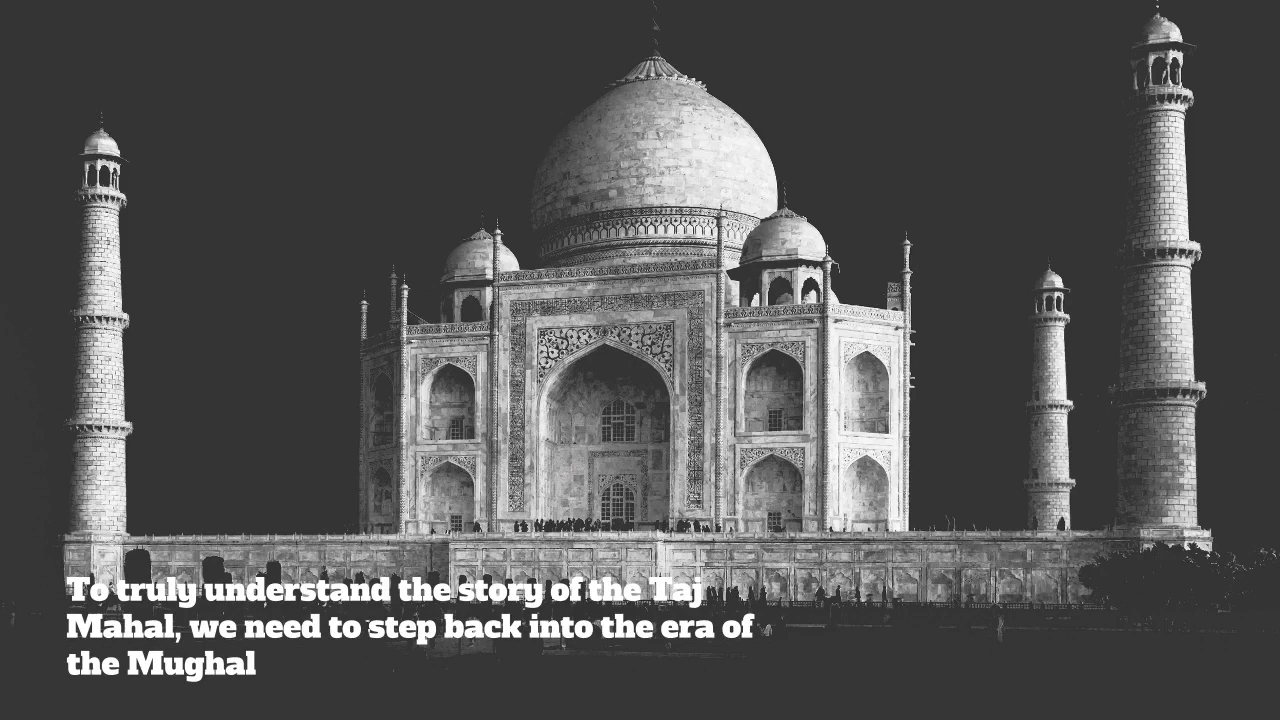 To truly understand the story of the Taj
Mahal, we need to step back into the era of
the Mughal